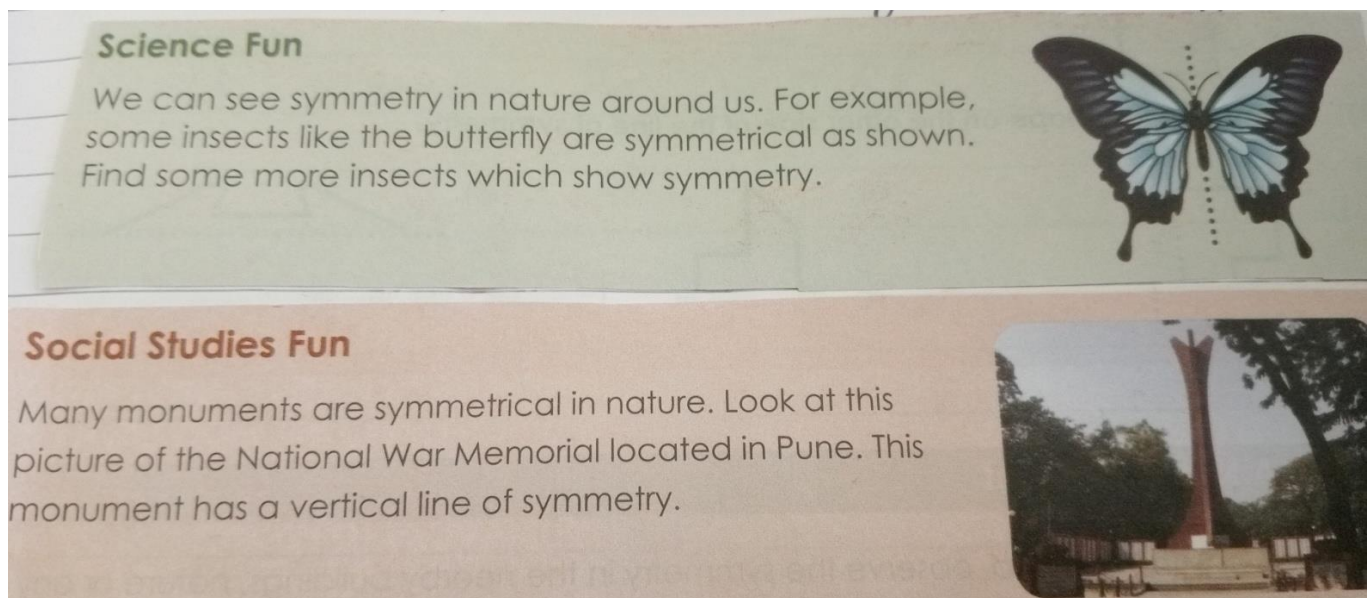 Science Fun
We can see symmetry in nature around us. For example,
some insects like the butterfly are symmetrical as shown.
Find some more insects which show symmetry.
Social Studies Fun
Many monuments are symmetrical in nature. Look at this
picture of the National War Memorial located in Pune. This
monument has a vertical line of symmetry.